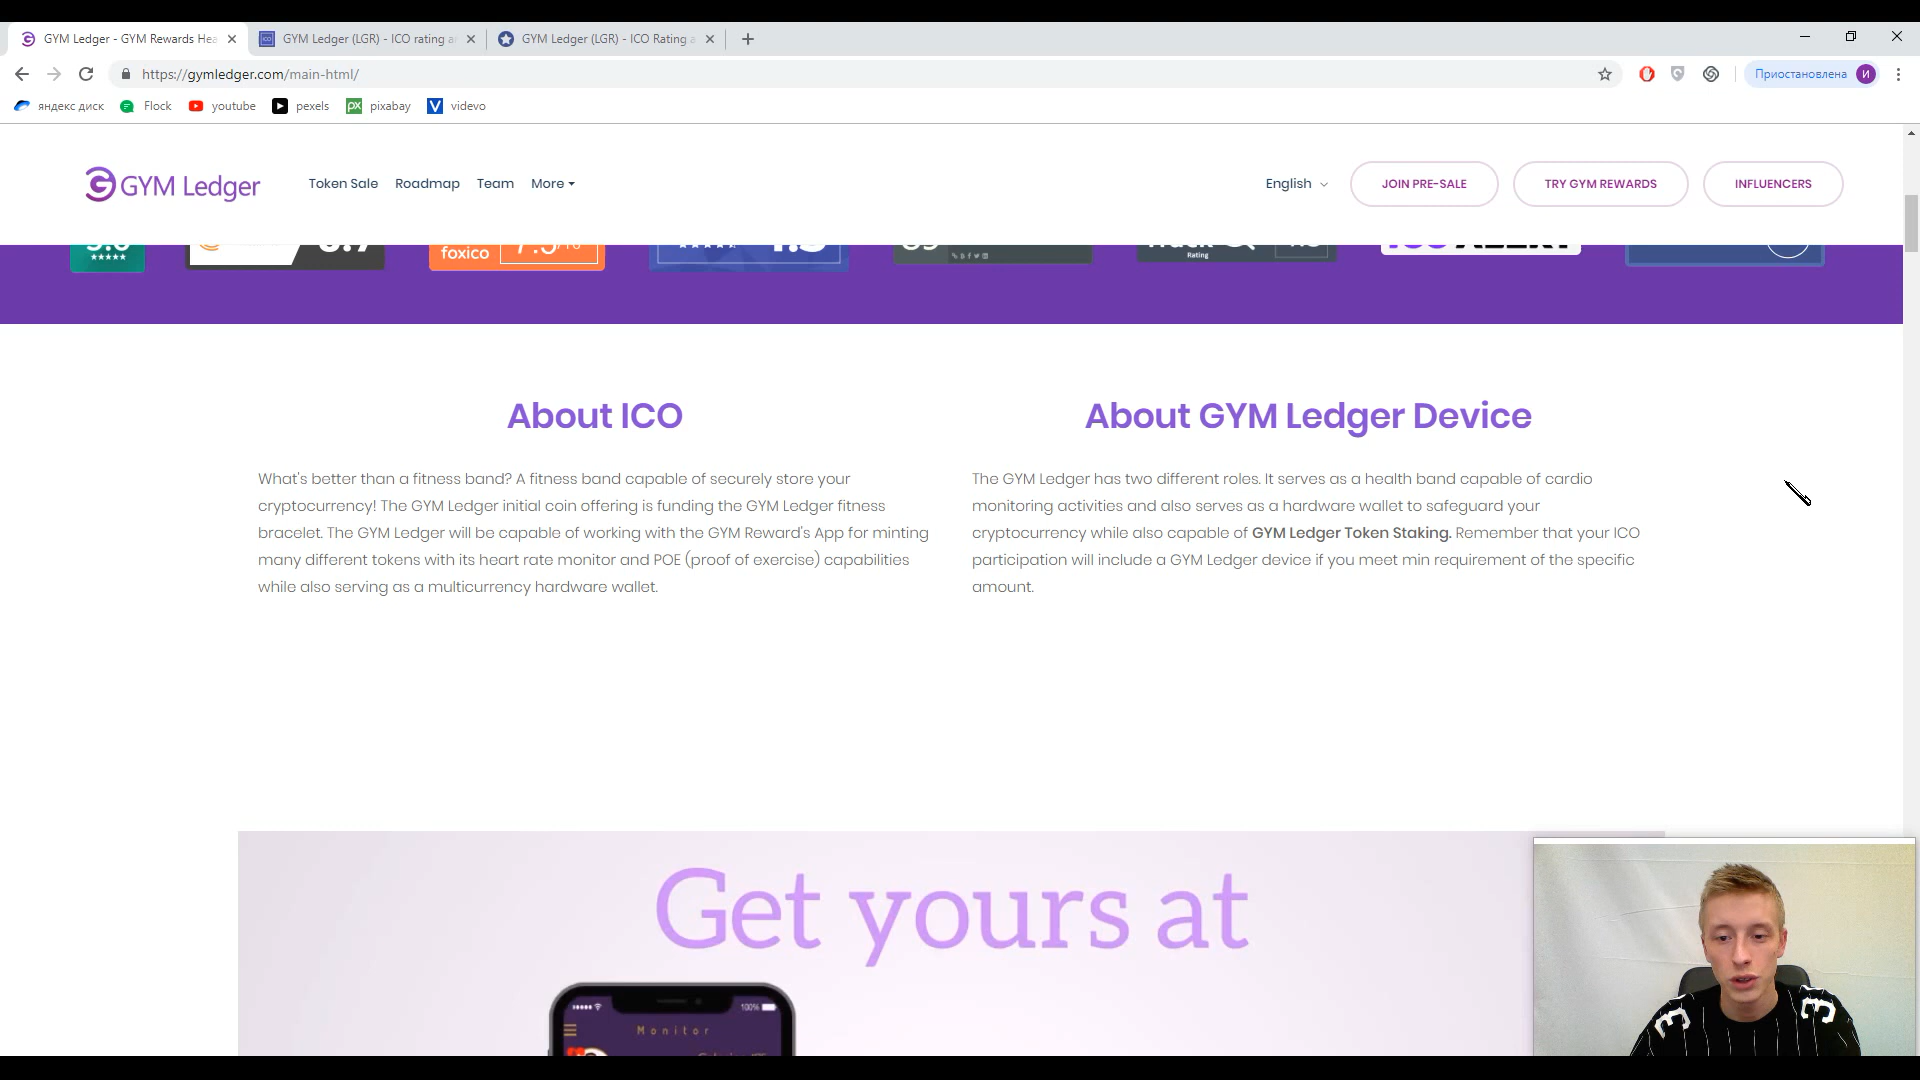 GYM Ledger - GYM Rewards Hea
GYM Ledger (LGR) - ICO rating a
GYM Ledger (LGR) - ICO Rating a
https://gymledger.com/main-html/
Приостановлена И
яндекс диск Flock youtube pexels pixabay videvo
GYM Ledger Token Sale Roadmap Team More English JOIN PRE-SALE TRY GYM REWARDS INFLUENCERS
foxico
Rating
About ICO
What's better than a fitness band? A fitness band capable of securely store your
cryptocurrency! The GYM Ledger initial coin offering is funding the GYM Ledger fitness
bracelet. The GYM Ledger will be capable of working with the GYM Reward's App for minting
many different tokens with its heart rate monitor and POE (proof of exercise) capabilities
while also serving as a multicurrency hardware wallet.
About GYM Ledger Device
The GYM Ledger has two different roles. It serves as a health band capable of cardio
monitoring activities and also serves as a hardware wallet to safeguard your
cryptocurrency while also capable of GYM Ledger Token Staking. Remember that your ICO
participation will include a GYM Ledger device if you meet min requirement of the specific
amount.
Get yours at
100%
Monitor